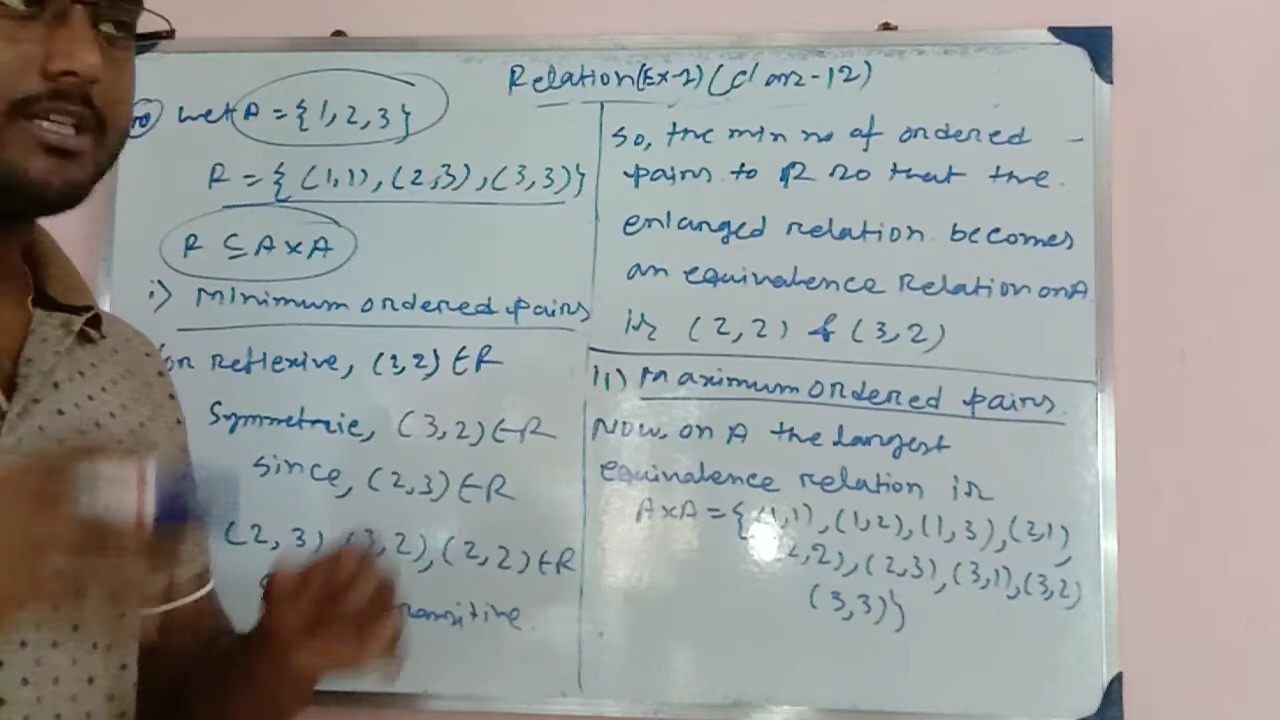 Relation(Ex-2)(Class-12)
Let A = {1,2,3}
R = {(1,1),(2,3),(3,3)}
R ⊆ A×A
i) Minimum ordered pairs
Reflexive, (2,2) ∈ R
Symmetric, (3,2) ∈ R
since, (2,3) ∈ R
(2,3), (3,2), (2,2) ∈ R
ransitive.
So, the min no of ordered
pairs to R so that the
enlarged relation becomes
an equivalence Relation on A
is (2,2) & (3,2)
ii) Maximum ordered pairs
Now, on A the largest
equivalence relation is
A×A = {(1,1),(1,2),(1,3),(2,1),
2,2),(2,3),(3,1),(3,2)
(3,3)}